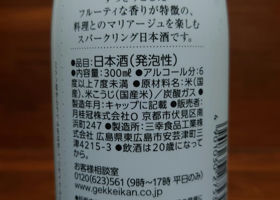 フルーティな香りが特徴の、
料理とのマリアージュを楽しむ
スパークリング日本酒です。
●品目:日本酒(発泡性)
●内容量:300㎖●アルコール分:6
度以上7度未満●原材料名:米(国
産)、米こうじ(国産米)/炭酸ガス●
製造年月:キャップに記載●販売者:
月桂冠株式会社O 京都市伏見区南
浜町247●製造所:三幸食品工業株
式会社 広島県東広島市安芸津町三
津4215-3●飲酒は20歳になって
から。
お客様相談室
0120(623)561(9時〜17時 平日のみ)
www.gekkeikan.co.jp